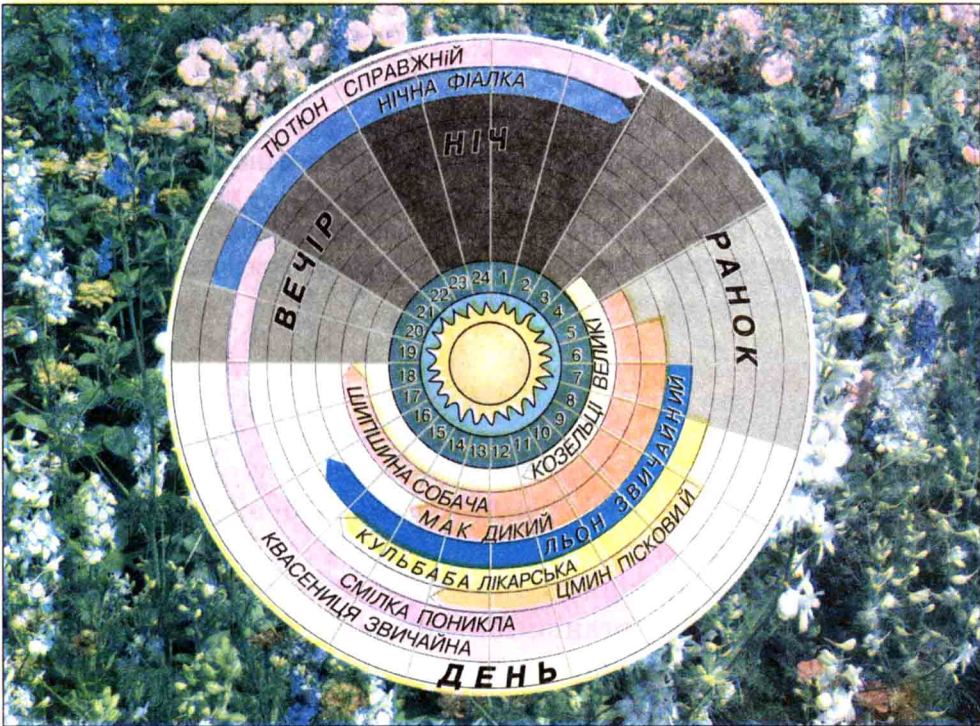 ТЮТЮН СПРАВЖНІЙ
НІЧНА ФІАЛКА
НІЧ
ВЕЧІР
РАНОК
24 1 2 3 4 5 6 7 8 9 10 11 12 13 14 15 16 17 18 19 20 21 22 23
КОЗЕЛЬЦІ ВЕЛИКІ
ШИПШИНА СОБАЧА
МАК ДИКИЙ
ЛЬОН ЗВИЧАЙНИЙ
КУЛЬБАБА ЛІКАРСЬКА
ЦМИН ПІСКОВИЙ
СМІЛКА ПОНИКЛА
КВАСЕНИЦЯ ЗВИЧАЙНА
ДЕНЬ